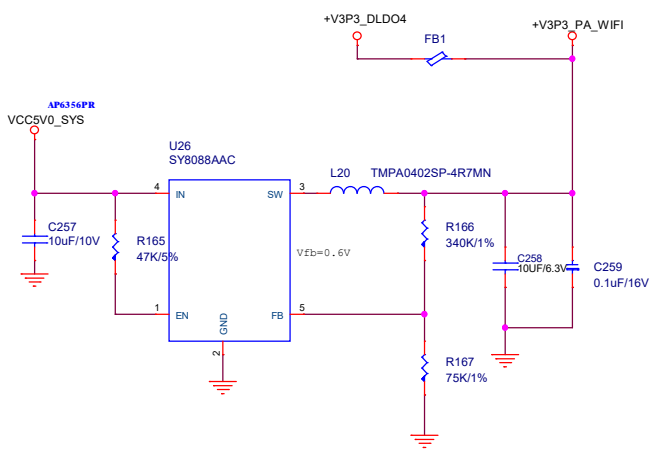 +V3P3_DLDO4
+V3P3_PA_WIFI
FB1
AP6356PR
VCC5V0_SYS
U26
SY8088AAC
L20
TMPA0402SP-4R7MN
4
IN
SW
3
C257
10uF/10V
R165
47K/5%
Vfb=0.6V
R166
340K/1%
C258
10UF/6.3V
C259
0.1uF/16V
1
EN
GND
FB
5
2
R167
75K/1%